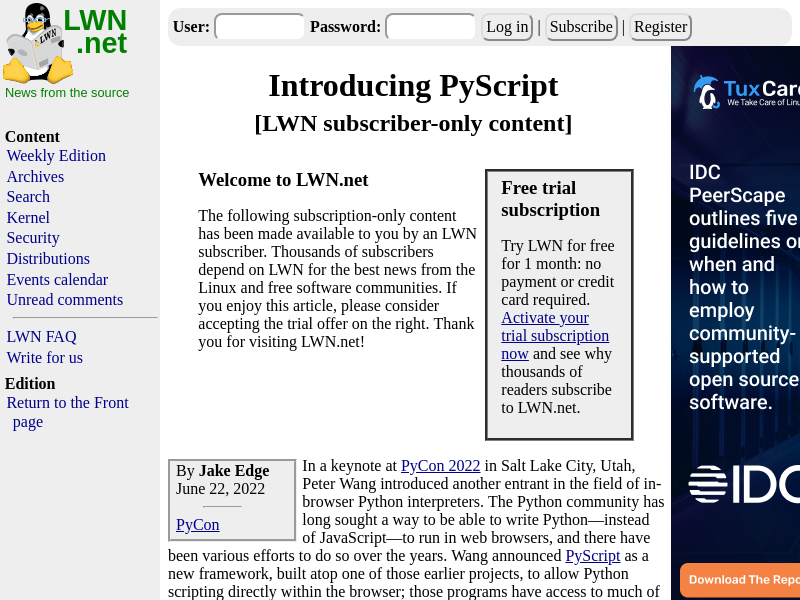 LWN
.net
News from the source
Content
Weekly Edition
Archives
Search
Kernel
Security
Distributions
Events calendar
Unread comments
LWN FAQ
Write for us
Edition
Return to the Front
page
User: Password: Log in | Subscribe | Register
Introducing PyScript
[LWN subscriber-only content]
Welcome to LWN.net
The following subscription-only content
has been made available to you by an LWN
subscriber. Thousands of subscribers
depend on LWN for the best news from the
Linux and free software communities. If
you enjoy this article, please consider
accepting the trial offer on the right. Thank
you for visiting LWN.net!
Free trial
subscription
Try LWN for free
for 1 month: no
payment or credit
card required.
Activate your
trial subscription
now and see why
thousands of
readers subscribe
to LWN.net.
By Jake Edge
June 22, 2022
PyCon
In a keynote at PyCon 2022 in Salt Lake City, Utah,
Peter Wang introduced another entrant in the field of in-
browser Python interpreters. The Python community has
long sought a way to be able to write Python—instead
of JavaScript—to run in web browsers, and there have
been various efforts to do so over the years. Wang announced PyScript as a
new framework, built atop one of those earlier projects, to allow Python
scripting directly within the browser; those programs have access to much of
TuxCare
We Take Care of Linu
IDC
PeerScape
outlines five
guidelines on
when and
how to
employ
community-
supported
open source
software.
IDC
Download The Repo